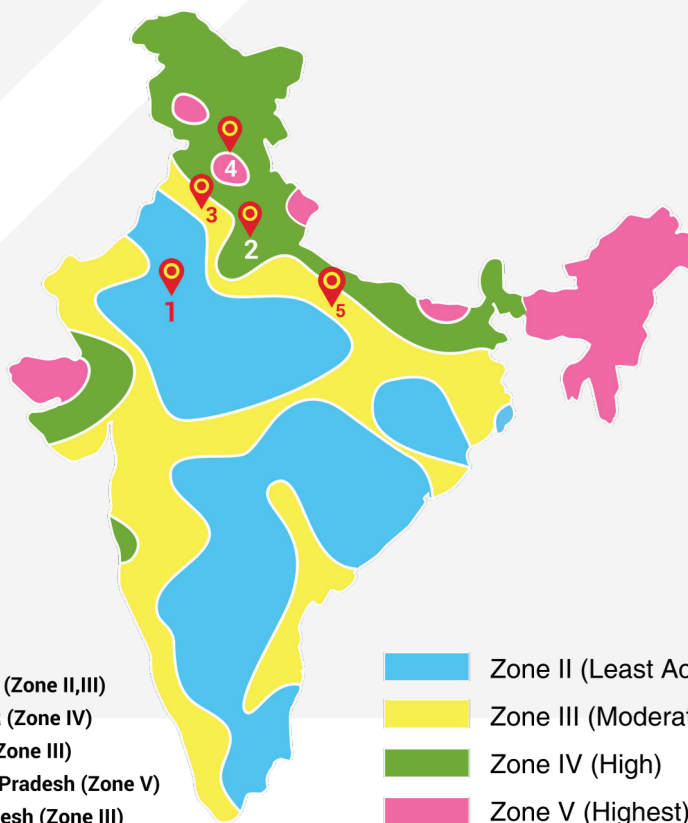 4
3
2
1
5
(Zone II,III)
(Zone IV)
Zone III)
Pradesh (Zone V)
esh (Zone III)
Zone II (Least Ac
Zone III (Moderat
Zone IV (High)
Zone V (Highest)